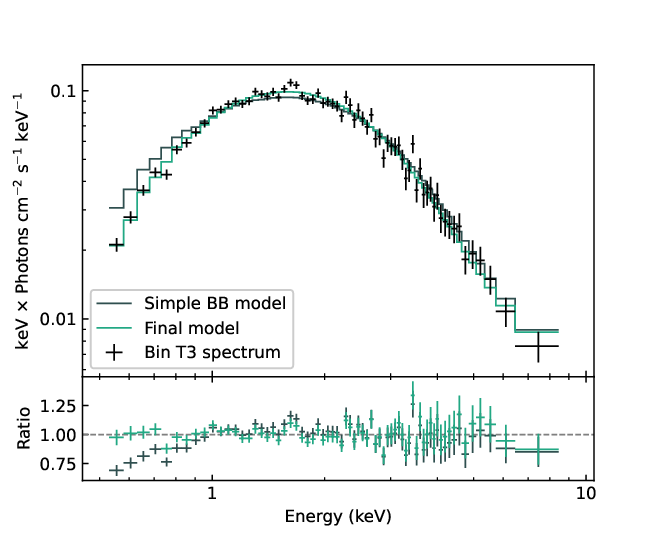 keV × Photons cm⁻² s⁻¹ keV⁻¹
0.1
0.01
Simple BB model
Final model
Bin T3 spectrum
Ratio
1.25
1.00
0.75
1
10
Energy (keV)